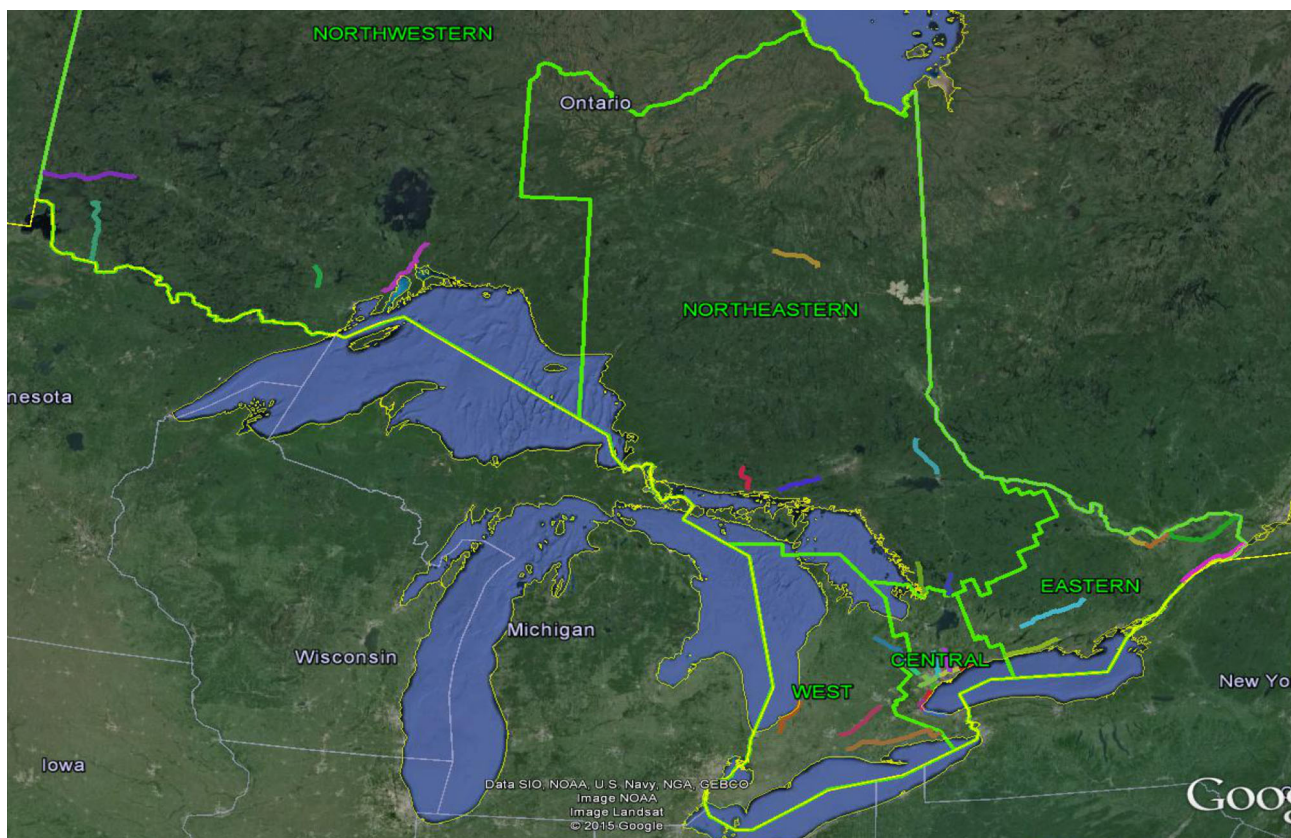 NORTHWESTERN
Ontario
NORTHEASTERN
nesota
EASTERN
Michigan
Wisconsin
CENTRAL
New Yo
WEST
Iowa
Data SIO, NOAA, U.S. Navy, NGA, GEBCO
Image NOAA
Image Landsat
© 2015 Google
Goog